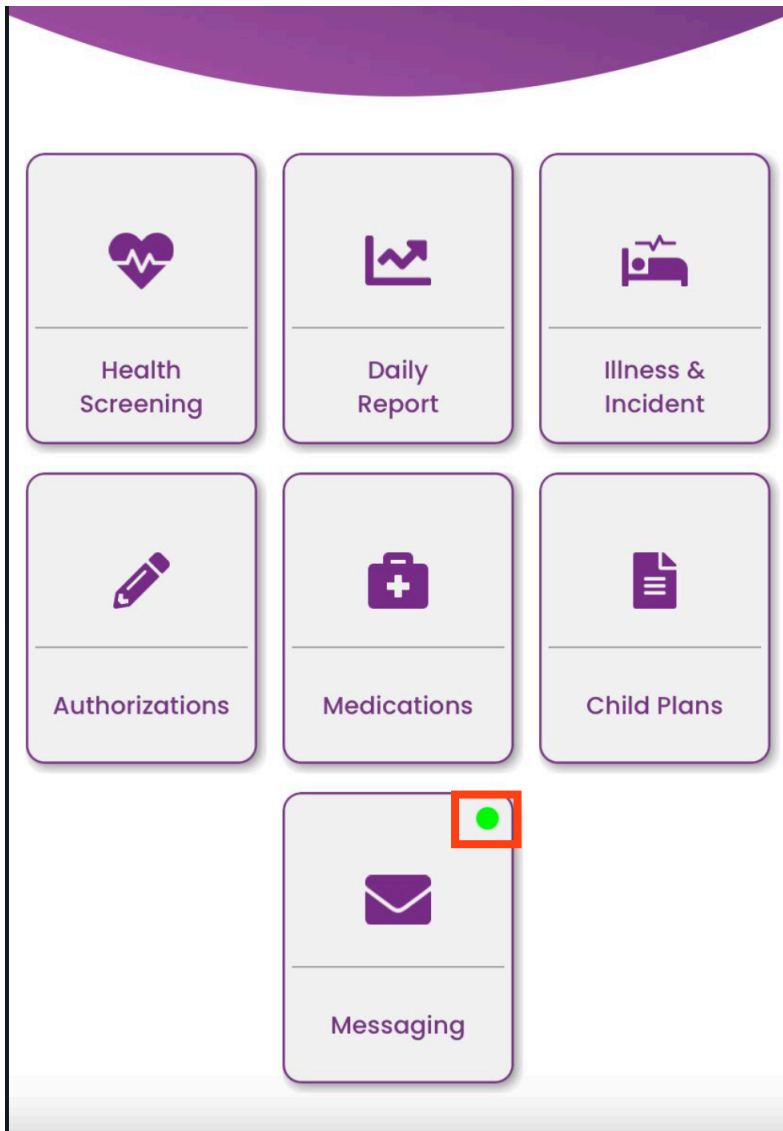 Health
Screening
Daily
Report
Illness &
Incident
Authorizations
Medications
Child Plans
Messaging